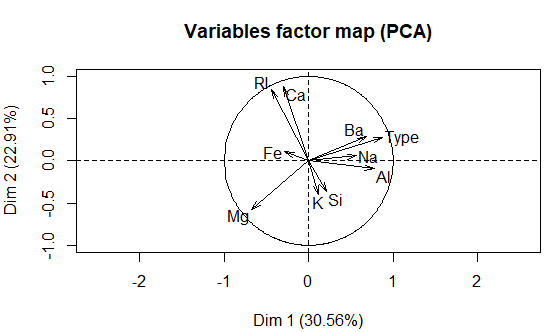 Variables factor map (PCA)
Dim 2 (22.91%)
1.0
0.5
0.0
-0.5
-1.0
RI
Ca
Ba
Type
Fe
Na
Al
K
Si
Mg
-2
-1
0
1
2
Dim 1 (30.56%)